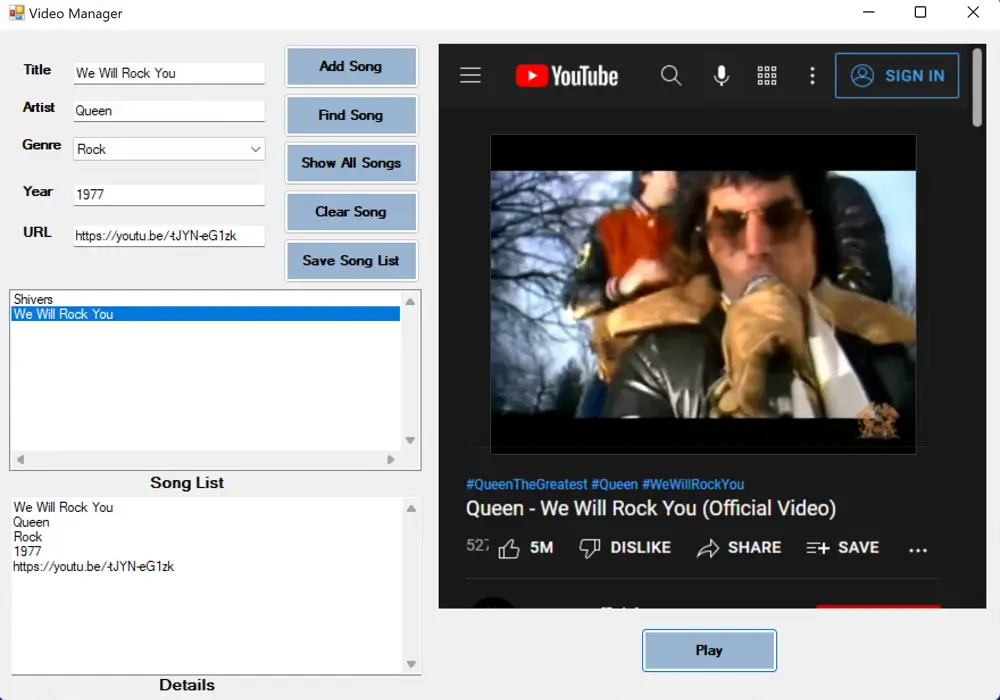 Video Manager
Title
We Will Rock You
Artist
Queen
Genre
Rock
Year
1977
URL
https://youtu.be/-tJYN-eG1zk
Add Song
Find Song
Show All Songs
Clear Song
Save Song List
Shivers
We Will Rock You
Song List
We Will Rock You
Queen
Rock
1977
https://youtu.be/-tJYN-eG1zk
Details
YouTube
SIGN IN
#QueenTheGreatest #Queen #WeWillRockYou
Queen - We Will Rock You (Official Video)
5M DISLIKE SHARE SAVE
Play